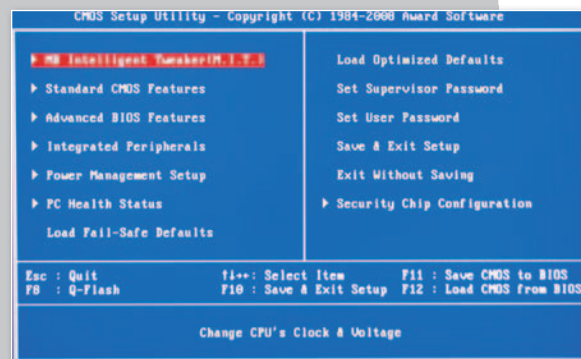 CMOS Setup Utility - Copyright (C) 1984-2008 Award Software
▶ MB Intelligent Tweaker(M.I.T.) Load Optimized Defaults
▶ Standard CMOS Features Set Supervisor Password
▶ Advanced BIOS Features Set User Password
▶ Integrated Peripherals Save & Exit Setup
▶ Power Management Setup Exit Without Saving
▶ PC Health Status ▶ Security Chip Configuration
Load Fail-Safe Defaults
Esc : Quit ↑↓→←: Select Item F11 : Save CMOS to BIOS
F8 : Q-Flash F10 : Save & Exit Setup F12 : Load CMOS from BIOS
Change CPU's Clock & Voltage